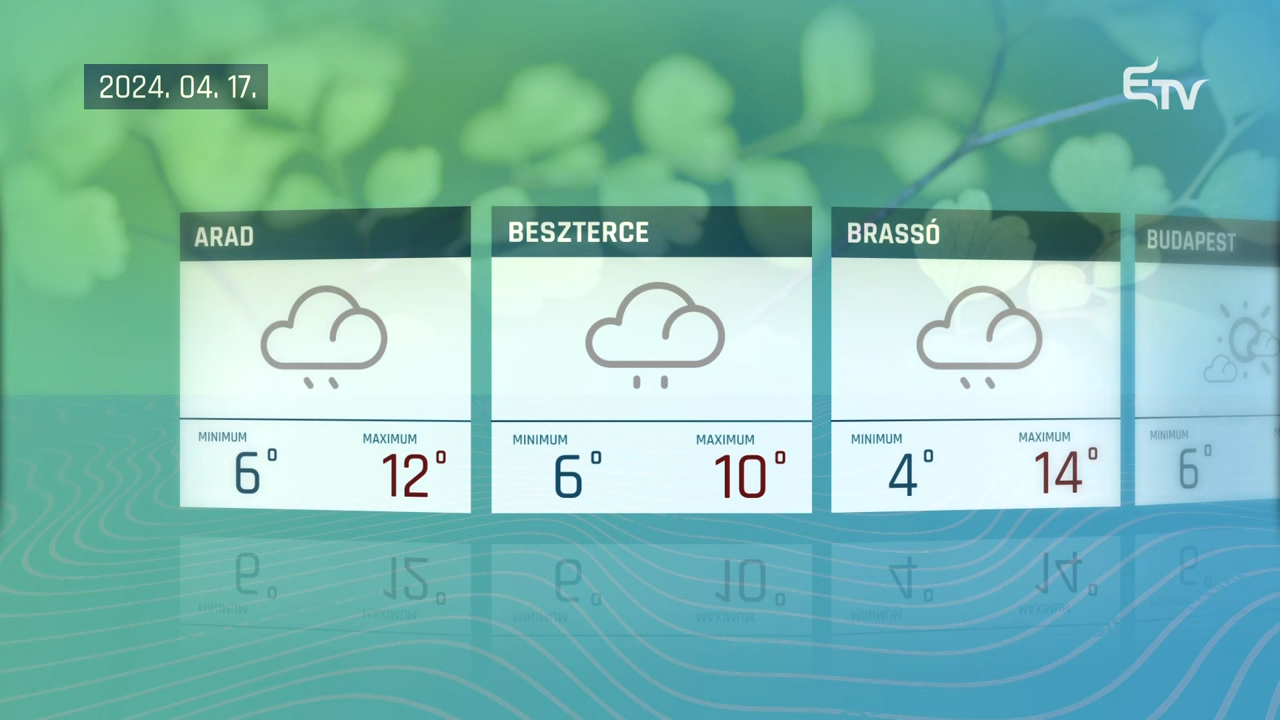 2024. 04. 17.
ETV
ARAD
BESZTERCE
BRASSÓ
BUDAPEST
MINIMUM MAXIMUM
6° 12°
MINIMUM MAXIMUM
6° 10°
MINIMUM MAXIMUM
4° 14°
MINIMUM
6°